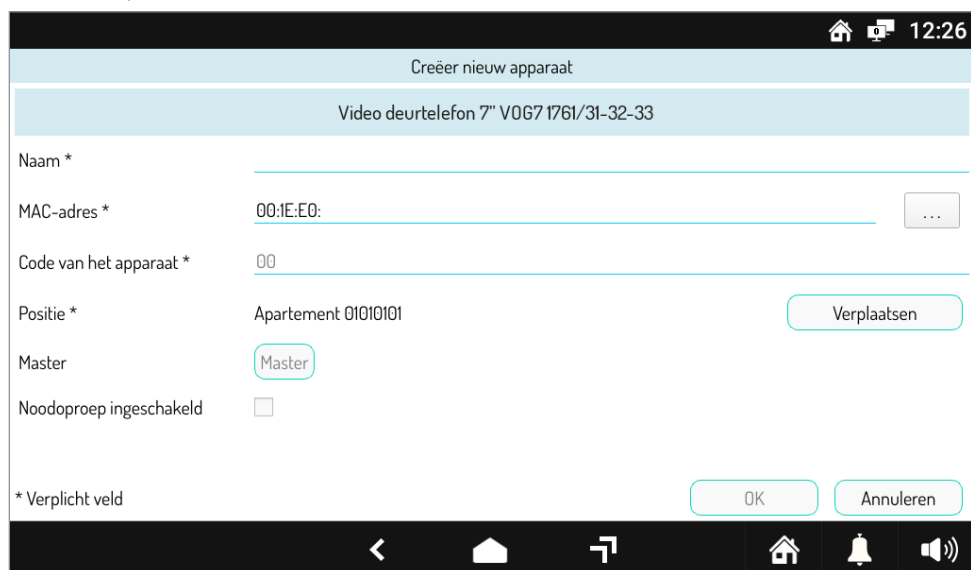 12:26
Creëer nieuw apparaat
Video deurtelefon 7” VOG7 1761/31-32-33
Naam *
MAC-adres * 00:1E:E0: ...
Code van het apparaat * 00
Positie * Apartement 01010101 Verplaatsen
Master Master
Noodoproep ingeschakeld
* Verplicht veld OK Annuleren